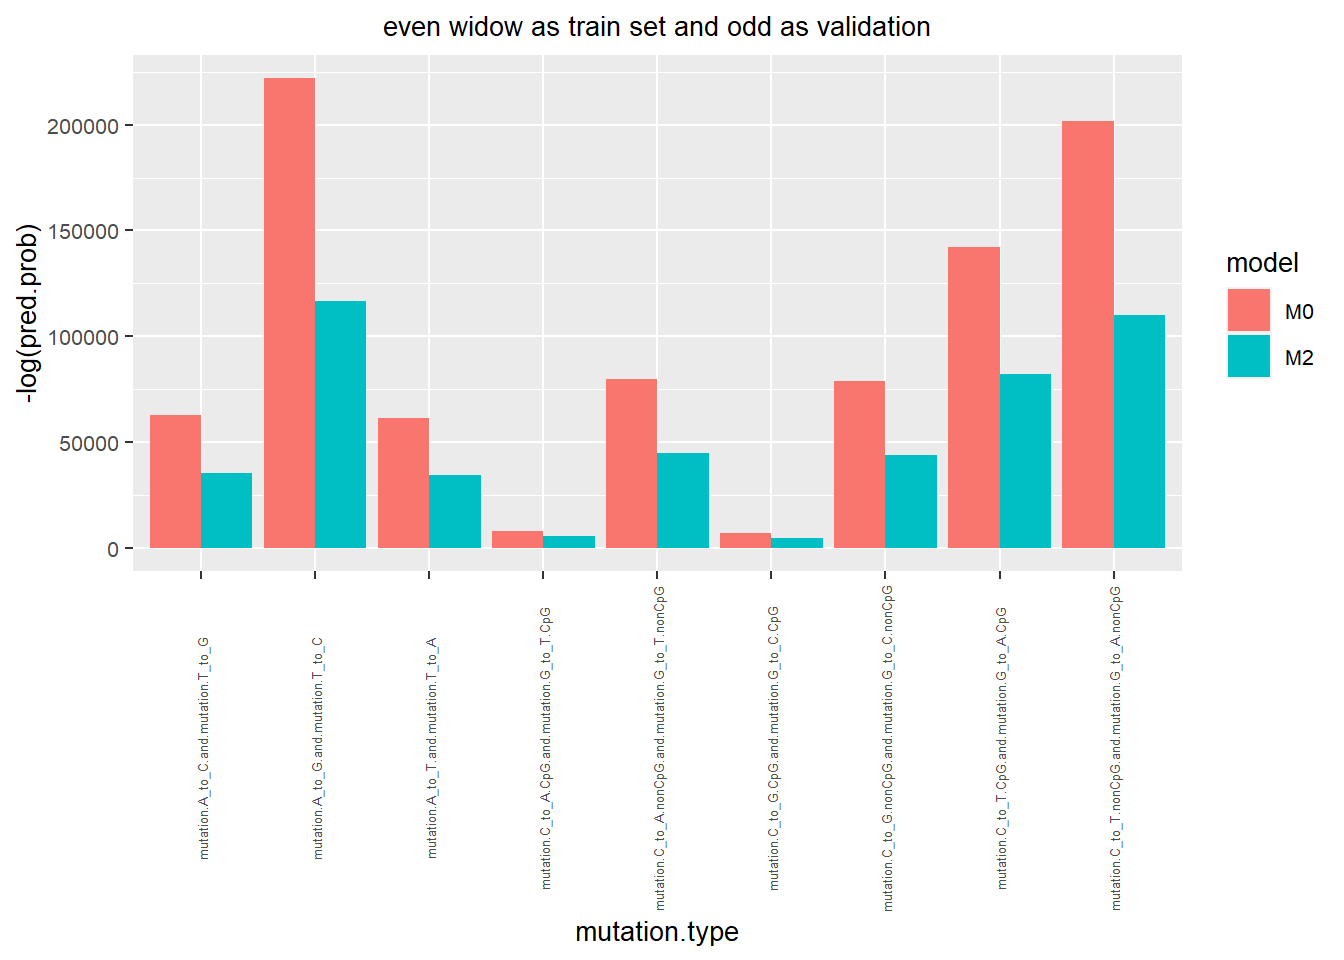 even widow as train set and odd as validation
-log(pred.prob)
200000
150000
100000
50000
0
model
M0
M2
mutation.A_to_C.and.mutation.T_to_G
mutation.A_to_G.and.mutation.T_to_C
mutation.A_to_T.and.mutation.T_to_A
mutation.C_to_A.CpG.and.mutation.G_to_T.CpG
mutation.C_to_A.nonCpG.and.mutation.G_to_T.nonCpG
mutation.C_to_G.CpG.and.mutation.G_to_C.CpG
mutation.C_to_G.nonCpG.and.mutation.G_to_C.nonCpG
mutation.C_to_T.CpG.and.mutation.G_to_A.CpG
mutation.C_to_T.nonCpG.and.mutation.G_to_A.nonCpG
mutation.type